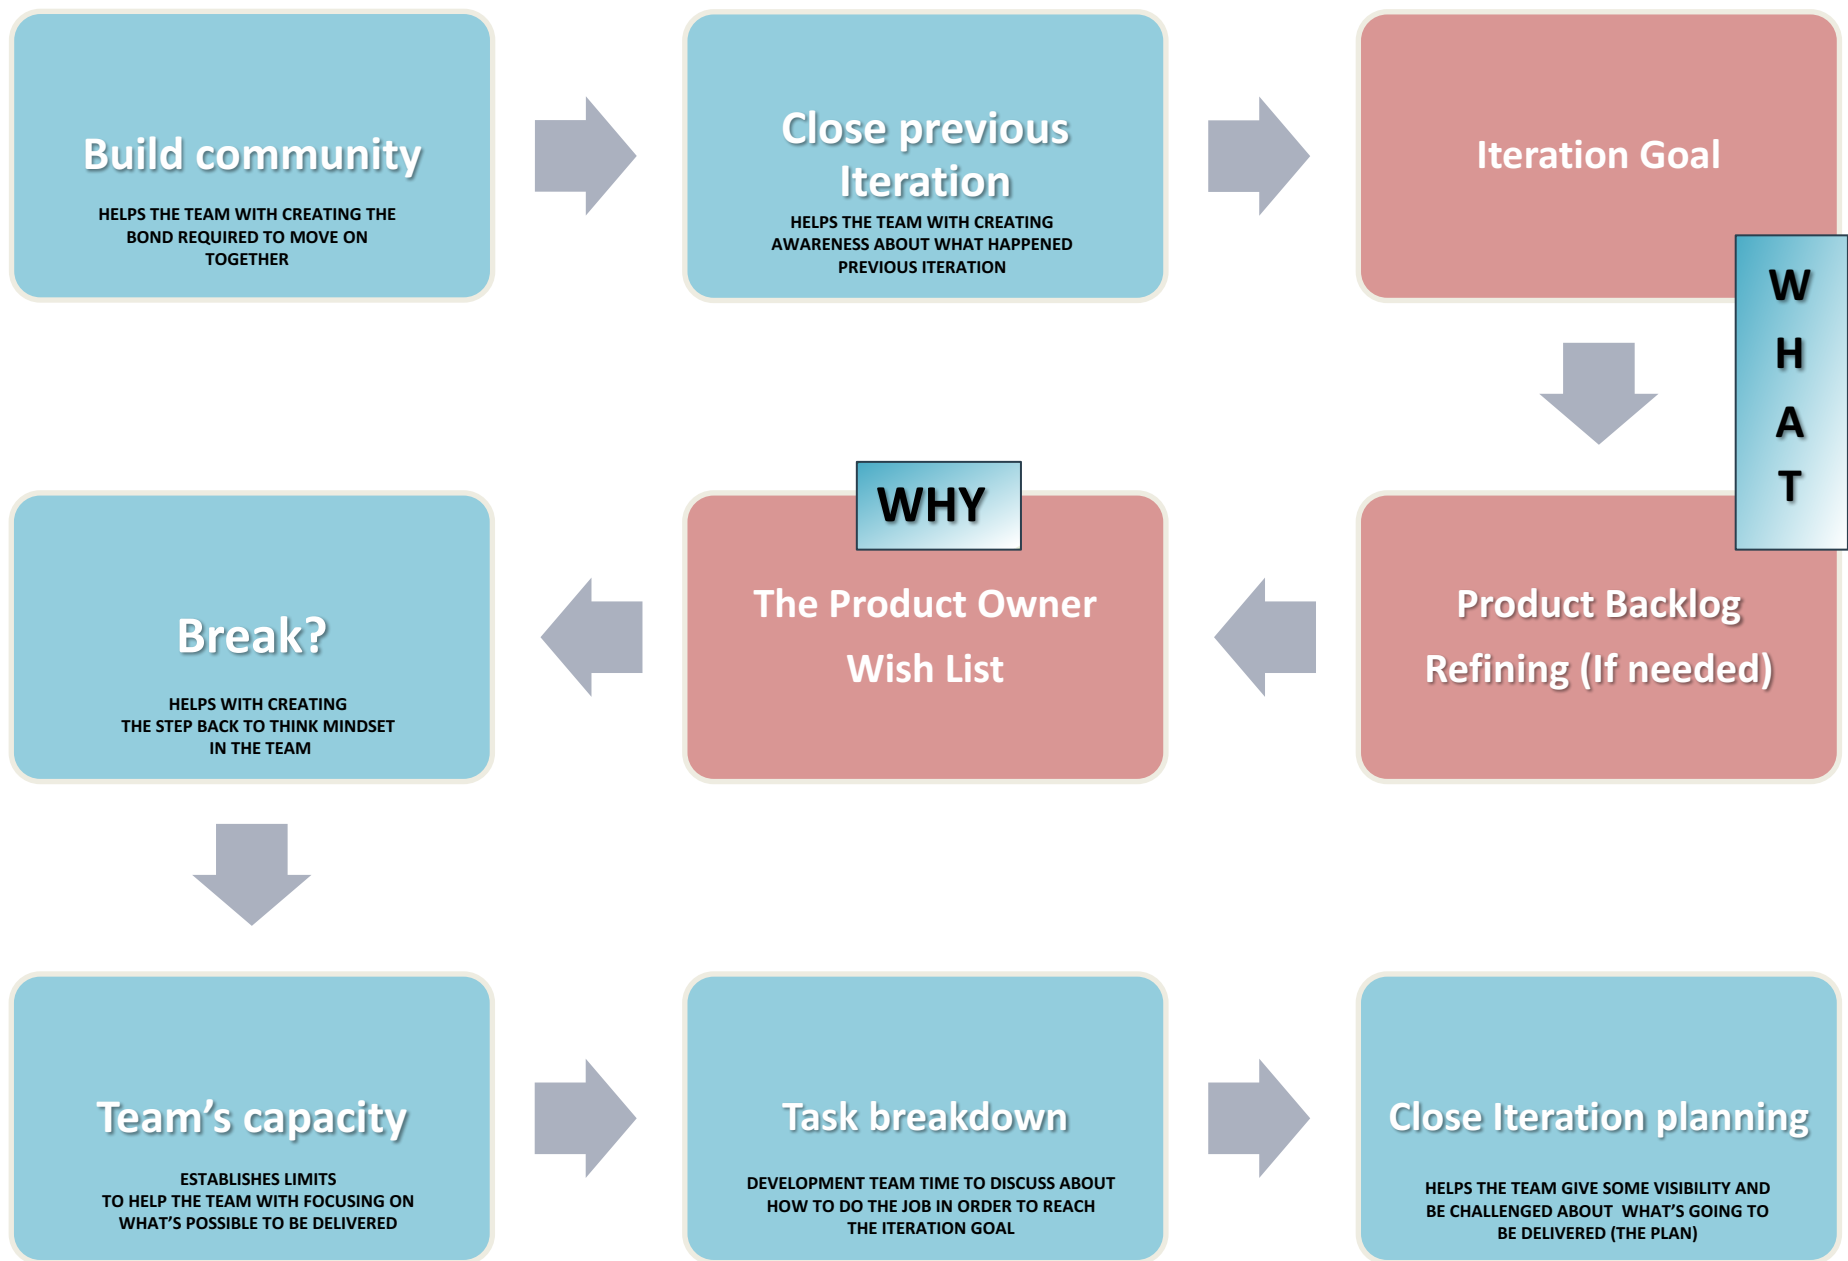 Build community
HELPS THE TEAM WITH CREATING THE
BOND REQUIRED TO MOVE ON
TOGETHER
Close previous
Iteration
HELPS THE TEAM WITH CREATING
AWARENESS ABOUT WHAT HAPPENED
PREVIOUS ITERATION
Iteration Goal
W
H
A
T
Product Backlog
Refining (If needed)
WHY
The Product Owner
Wish List
Break?
HELPS WITH CREATING
THE STEP BACK TO THINK MINDSET
IN THE TEAM
Team’s capacity
ESTABLISHES LIMITS
TO HELP THE TEAM WITH FOCUSING ON
WHAT’S POSSIBLE TO BE DELIVERED
Task breakdown
DEVELOPMENT TEAM TIME TO DISCUSS ABOUT
HOW TO DO THE JOB IN ORDER TO REACH
THE ITERATION GOAL
Close Iteration planning
HELPS THE TEAM GIVE SOME VISIBILITY AND
BE CHALLENGED ABOUT  WHAT’S GOING TO
BE DELIVERED (THE PLAN)